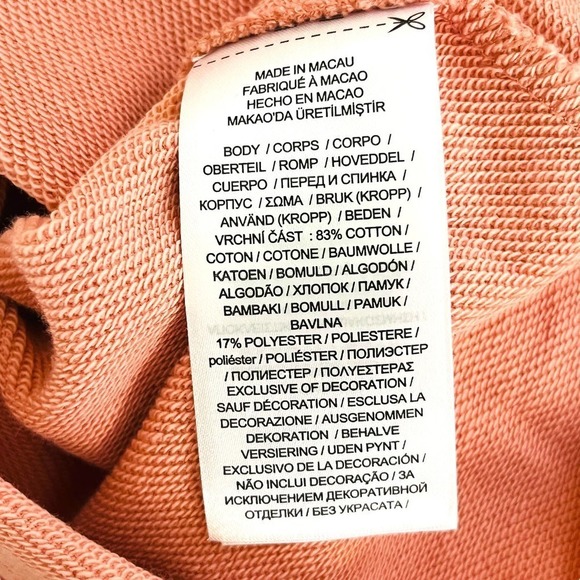 MADE IN MACAU
FABRIQUÉ À MACAO
HECHO EN MACAO
MAKAO'DA ÜRETİLMİŞTİR
BODY / CORPS / CORPO /
OBERTEIL / ROMP / HOVEDDEL /
CUERPO / ПЕРЕД И СПИНКА /
КОРПУС / ΣΩΜΑ / BRUK (KROPP) /
ANVÄND (KROPP) / BEDEN /
VRCHNÍ ČÁST : 83% COTTON /
COTON / COTONE / BAUMWOLLE /
KATOEN / BOMULD / ALGODÓN /
ALGODÃO / ХЛОПОК / ПАМУК /
ΒΑΜΒΑΚΙ / BOMULL / PAMUK /
BAVLNA
17% POLYESTER / POLIESTERE /
poliéster / POLIÉSTER / ПОЛИЭСТЕР
/ ПОЛИЕСТЕР / ΠΟΛΥΕΣΤΕΡΑΣ
EXCLUSIVE OF DECORATION /
SAUF DÉCORATION / ESCLUSA LA
DECORAZIONE / AUSGENOMMEN
DEKORATION / BEHALVE
VERSIERING / UDEN PYNT /
EXCLUSIVO DE LA DECORACIÓN /
NÃO INCLUI DECORAÇÃO / ЗА
ИСКЛЮЧЕНИЕМ ДЕКОРАТИВНОЙ
ОТДЕЛКИ / БЕЗ УКРАСАТА /